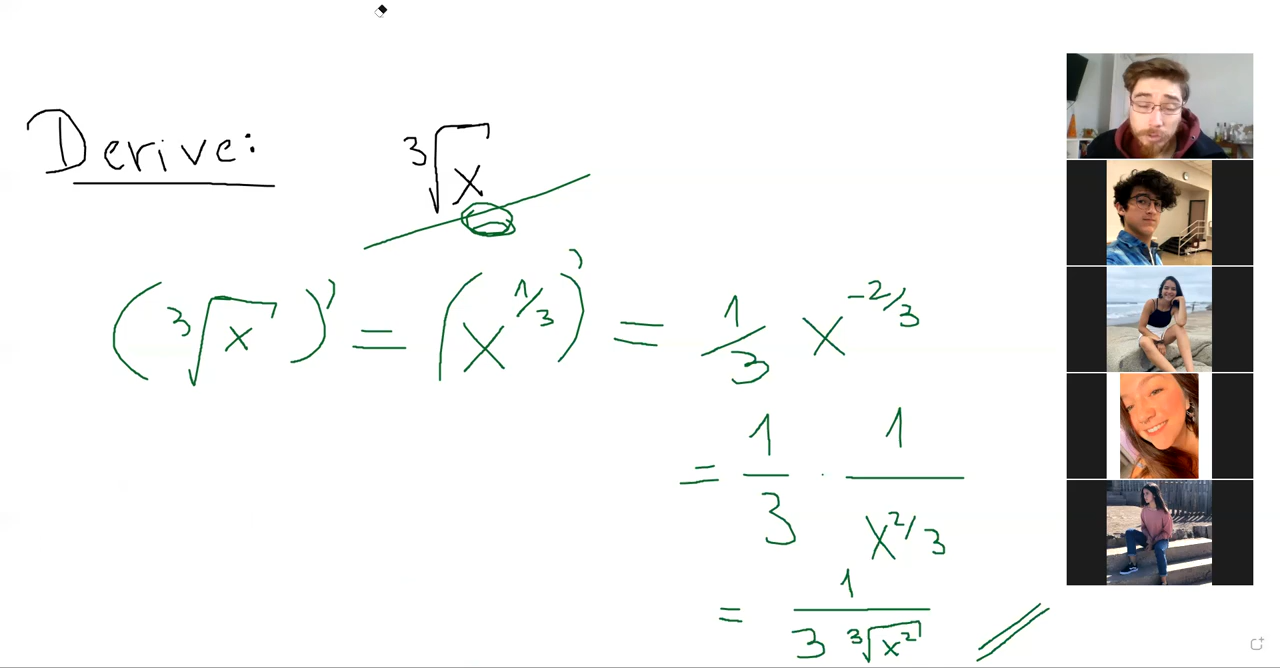 Derive: ∛x
(∛x)' = (x^1/3)' = 1/3 x^-2/3
= 1/3 · 1/x^2/3
= 1/3∛x²